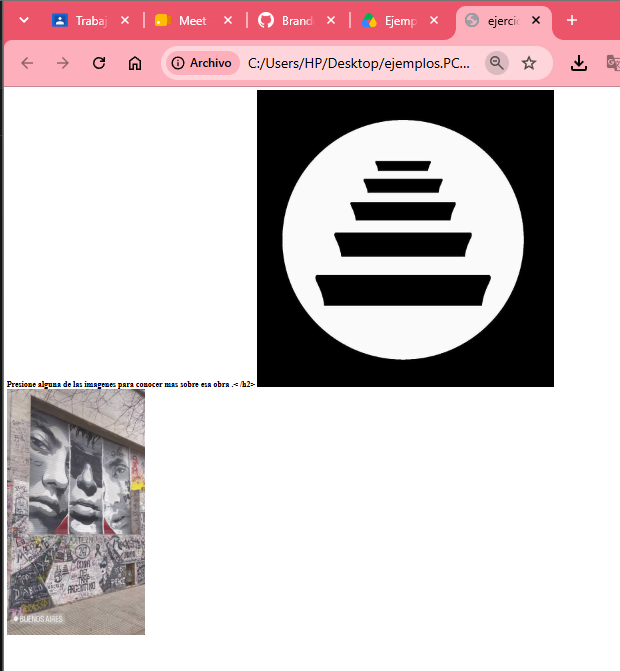 Trabaj
Meet
Brand
Ejemp
ejercic
Archivo
C:/Users/HP/Desktop/ejemplos.PC...
Presione alguna de las imagenes para conocer mas sobre esa obra .< /h2>
BUENOS AIRES